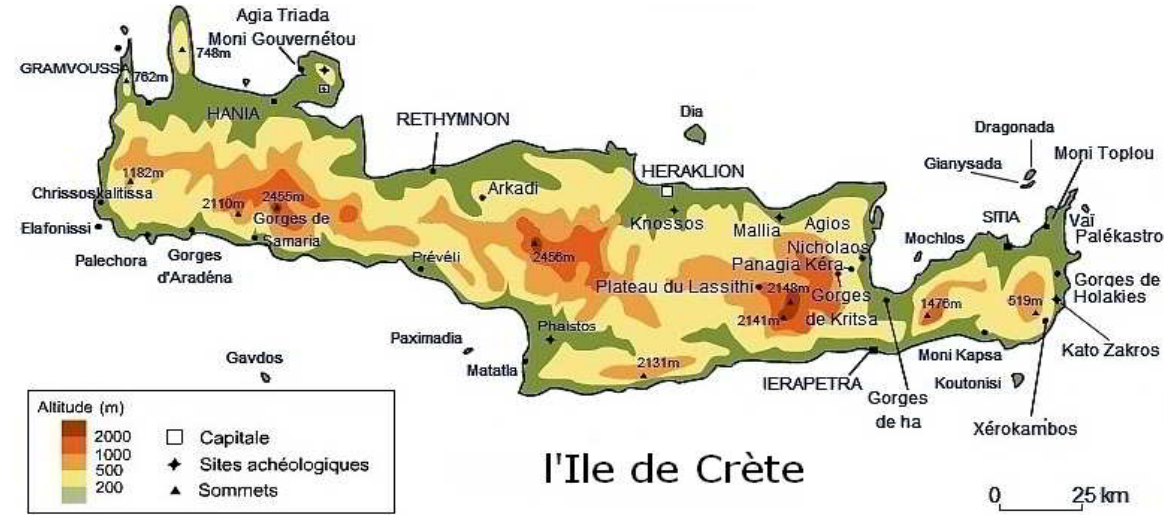 Agia Triada
Moni Gouvernétou
748m
GRAMVOUSSA
762m
HANIA
RETHYMNON
Dia
Dragonada
Gianysada
Moni Toplou
1182m
Chrissoskalitissa
2455m
2110m
Gorges de
Samaria
Elafonissi
Palechora
Gorges
d'Aradéna
Arkadi
HERAKLION
Knossos
Mallia
Agios
Nicholaos
SITIA
Vaï
Palékastro
Mochlos
Prévéli
2456m
Panagia Kéra
Plateau du Lassithi
2148m
Gorges
de Kritsa
2141m
1476m
519m
Gorges de
Holakies
Kato Zakros
Paximadia
Phaistos
Matatla
2131m
Gavdos
IERAPETRA
Moni Kapsa
Koutonisi
Gorges
de ha
Xérokambos
Altitude (m)
2000
1000
500
200
Capitale
Sites achéologiques
Sommets
l'Ile de Crète
0 25 km